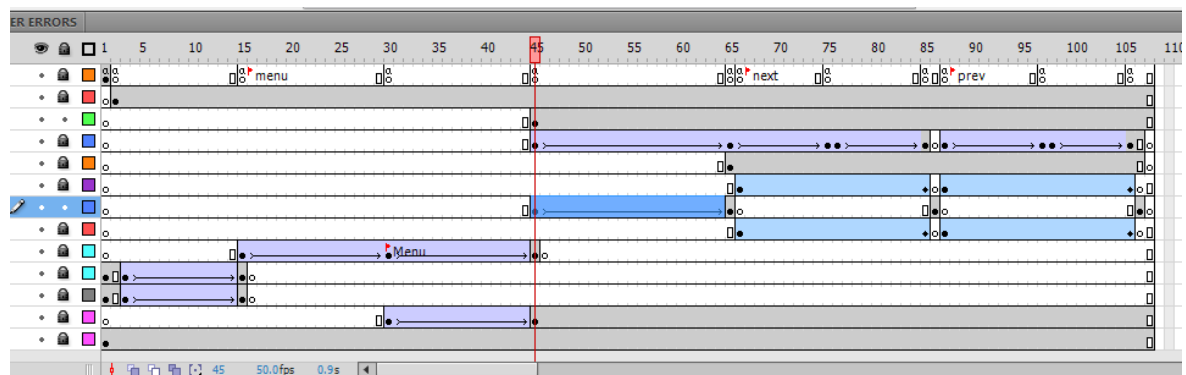 ER ERRORS
1 5 10 15 20 25 30 35 40 45 50 55 60 65 70 75 80 85 90 95 100 105 110
a a a menu a a a a next a a a prev a a
Menu
45 50.0fps 0.9s